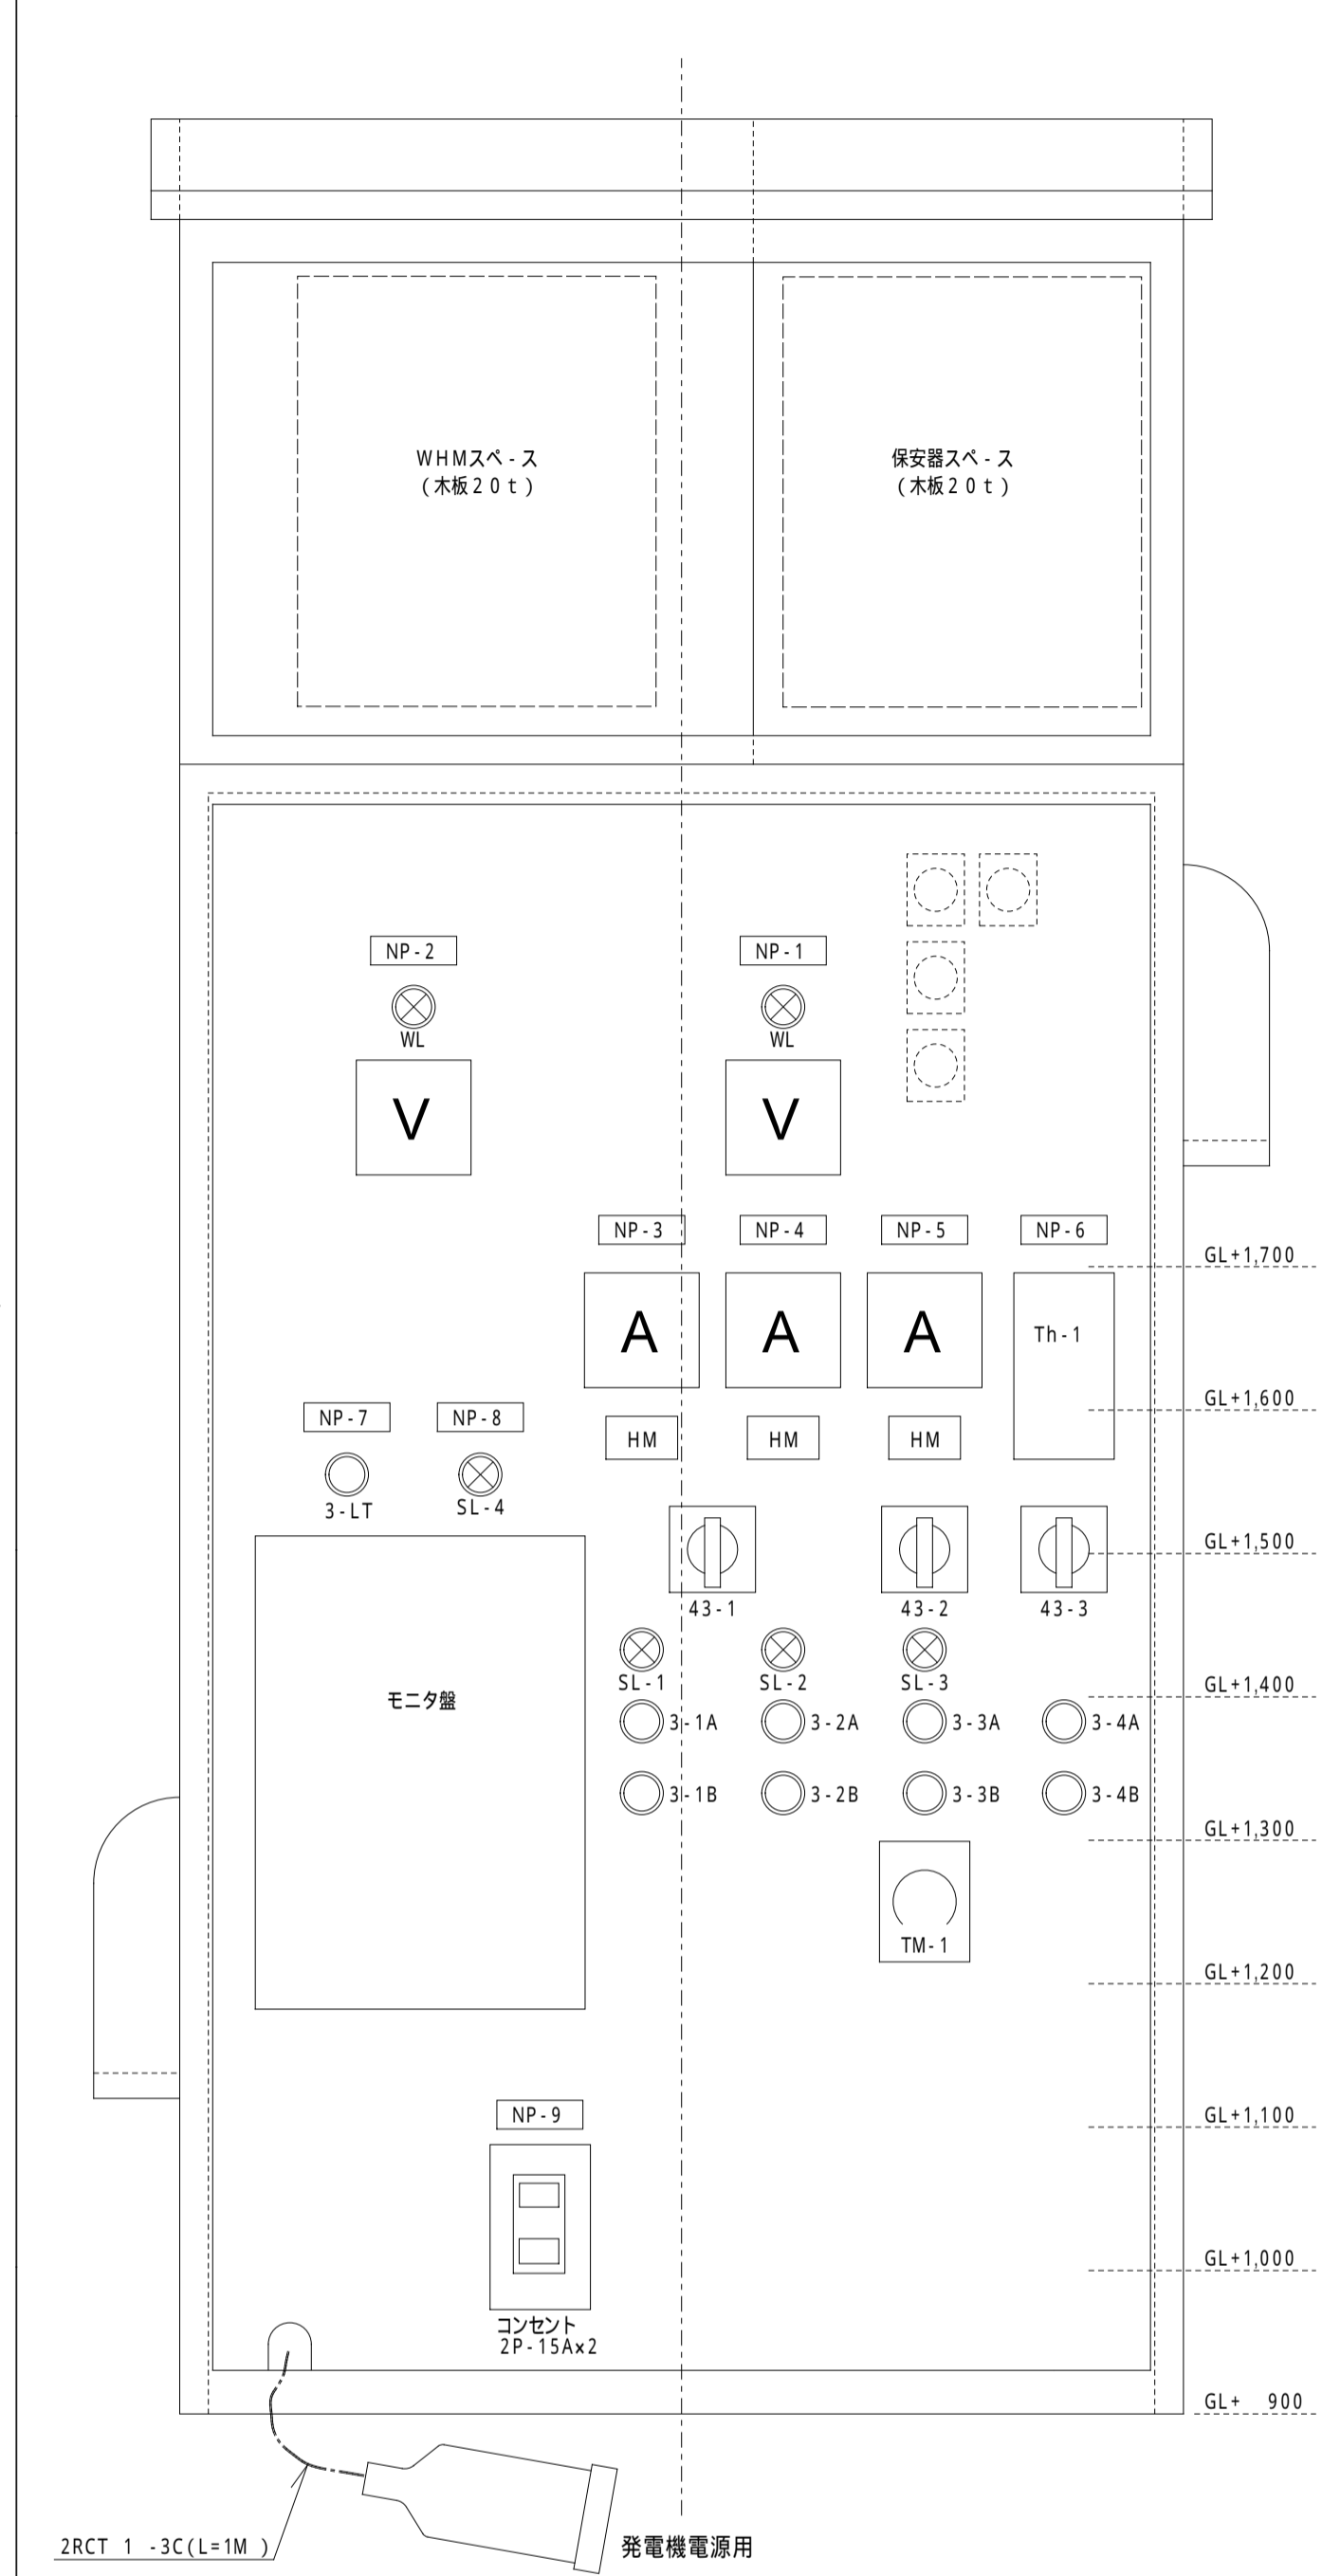 WHMスペ-ス
(木板20t)
保安器スペ-ス
(木板20t)
NP-2
NP-1
WL
WL
V
V
NP-3
NP-4
NP-5
NP-6
GL+1,700
A
A
A
Th-1
NP-7
NP-8
GL+1,600
HM
HM
HM
3-LT
SL-4
GL+1,500
43-1
43-2
43-3
SL-1
SL-2
SL-3
GL+1,400
モニタ盤
3-1A
3-2A
3-3A
3-4A
3-1B
3-2B
3-3B
3-4B
GL+1,300
TM-1
GL+1,200
NP-9
GL+1,100
GL+1,000
コンセント
2P-15A×2
GL+ 900
2RCT 1 -3C(L=1M )
発電機電源用